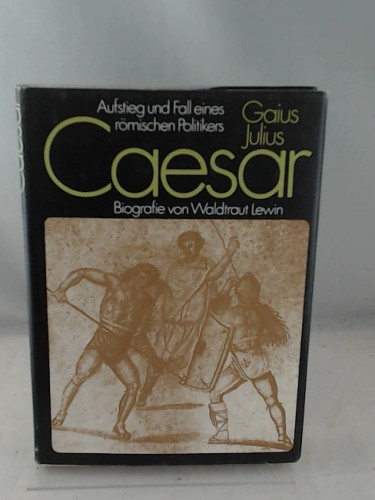 Aufstieg und Fall eines
römischen Politikers
Gaius
Julius
Caesar
Biografie von Waldtraut Lewin